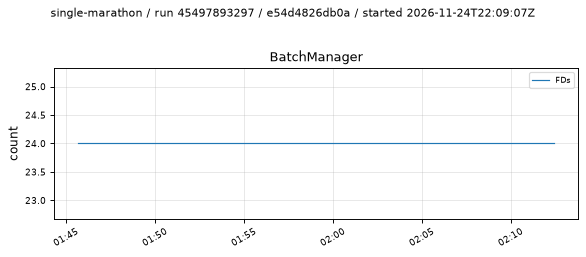 single-marathon / run 45497893297 / e54d4826db0a / started 2026-11-24T22:09:07Z
BatchManager
FDs
count
25.0
24.5
24.0
23.5
23.0
01:45
01:50
01:55
02:00
02:05
02:10